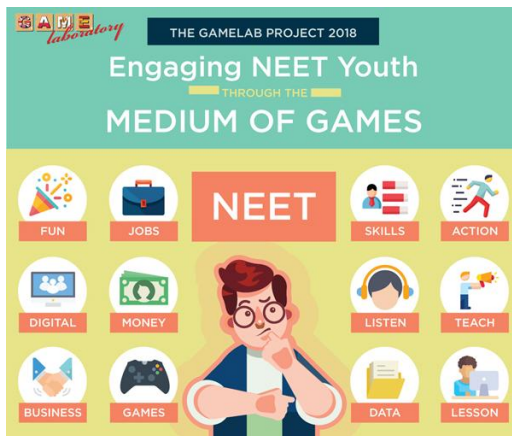 GAME
laboratory
THE GAMELAB PROJECT 2018
Engaging NEET Youth
THROUGH THE
MEDIUM OF GAMES
NEET
FUN
JOBS
SKILLS
ACTION
DIGITAL
MONEY
LISTEN
TEACH
BUSINESS
GAMES
DATA
LESSON